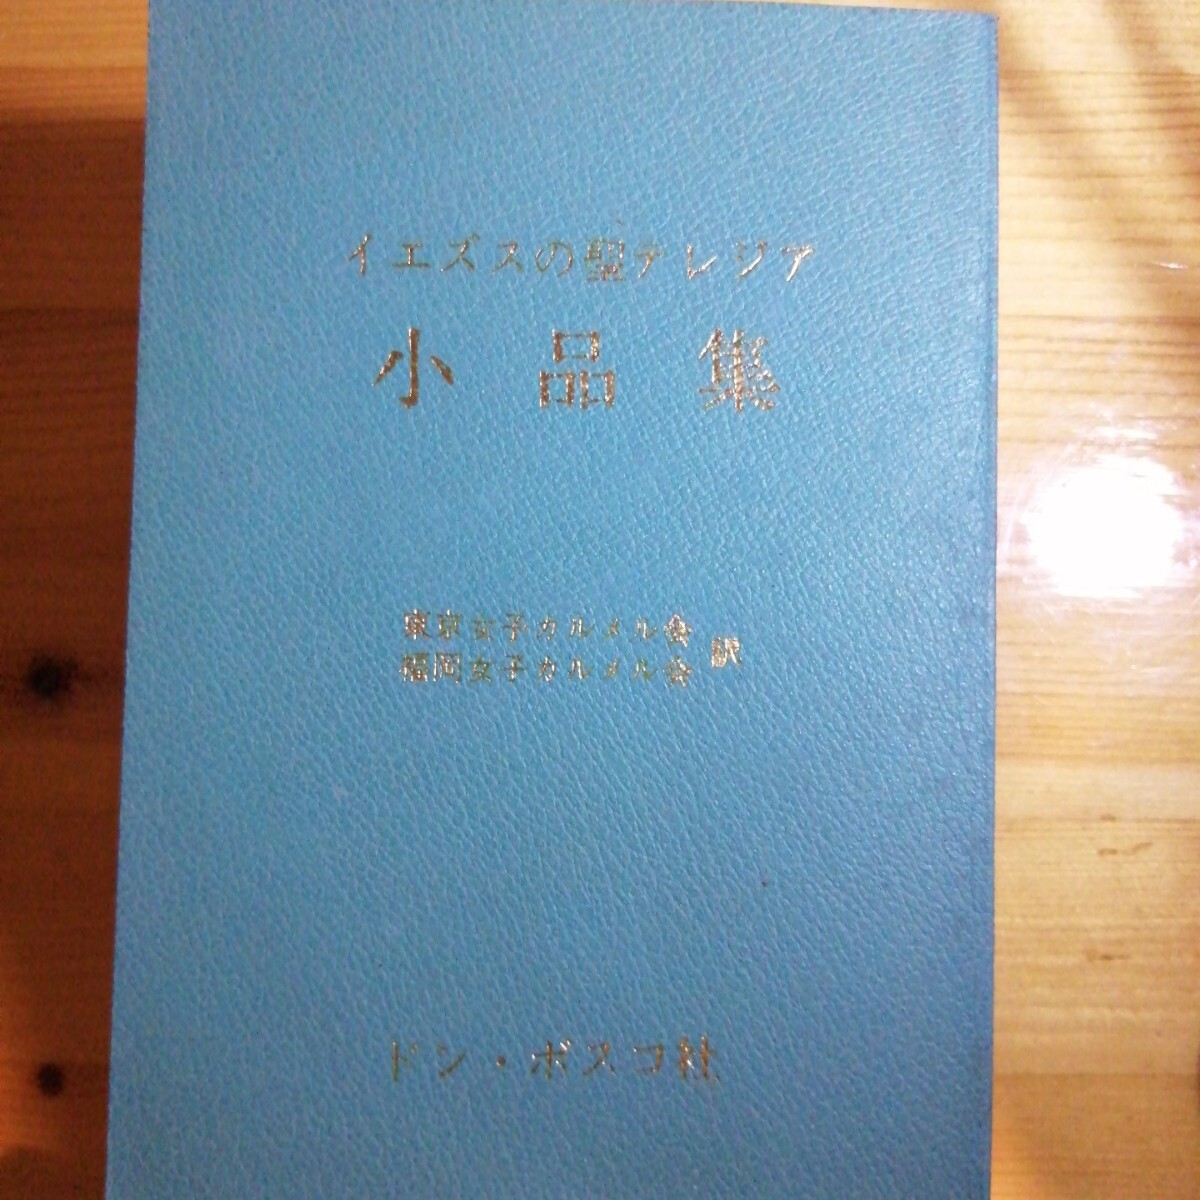 イエズスの聖テレジア
小品集
東京女子カルメル会
福岡女子カルメル会 訳
ドン・ボスコ社